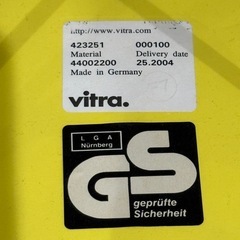 http://www.vitra.com
423251 000100
Material Delivery date
44002200 25.2004
Made in Germany
vitra.
L G A
Nürnberg
GS
geprüfte
Sicherheit